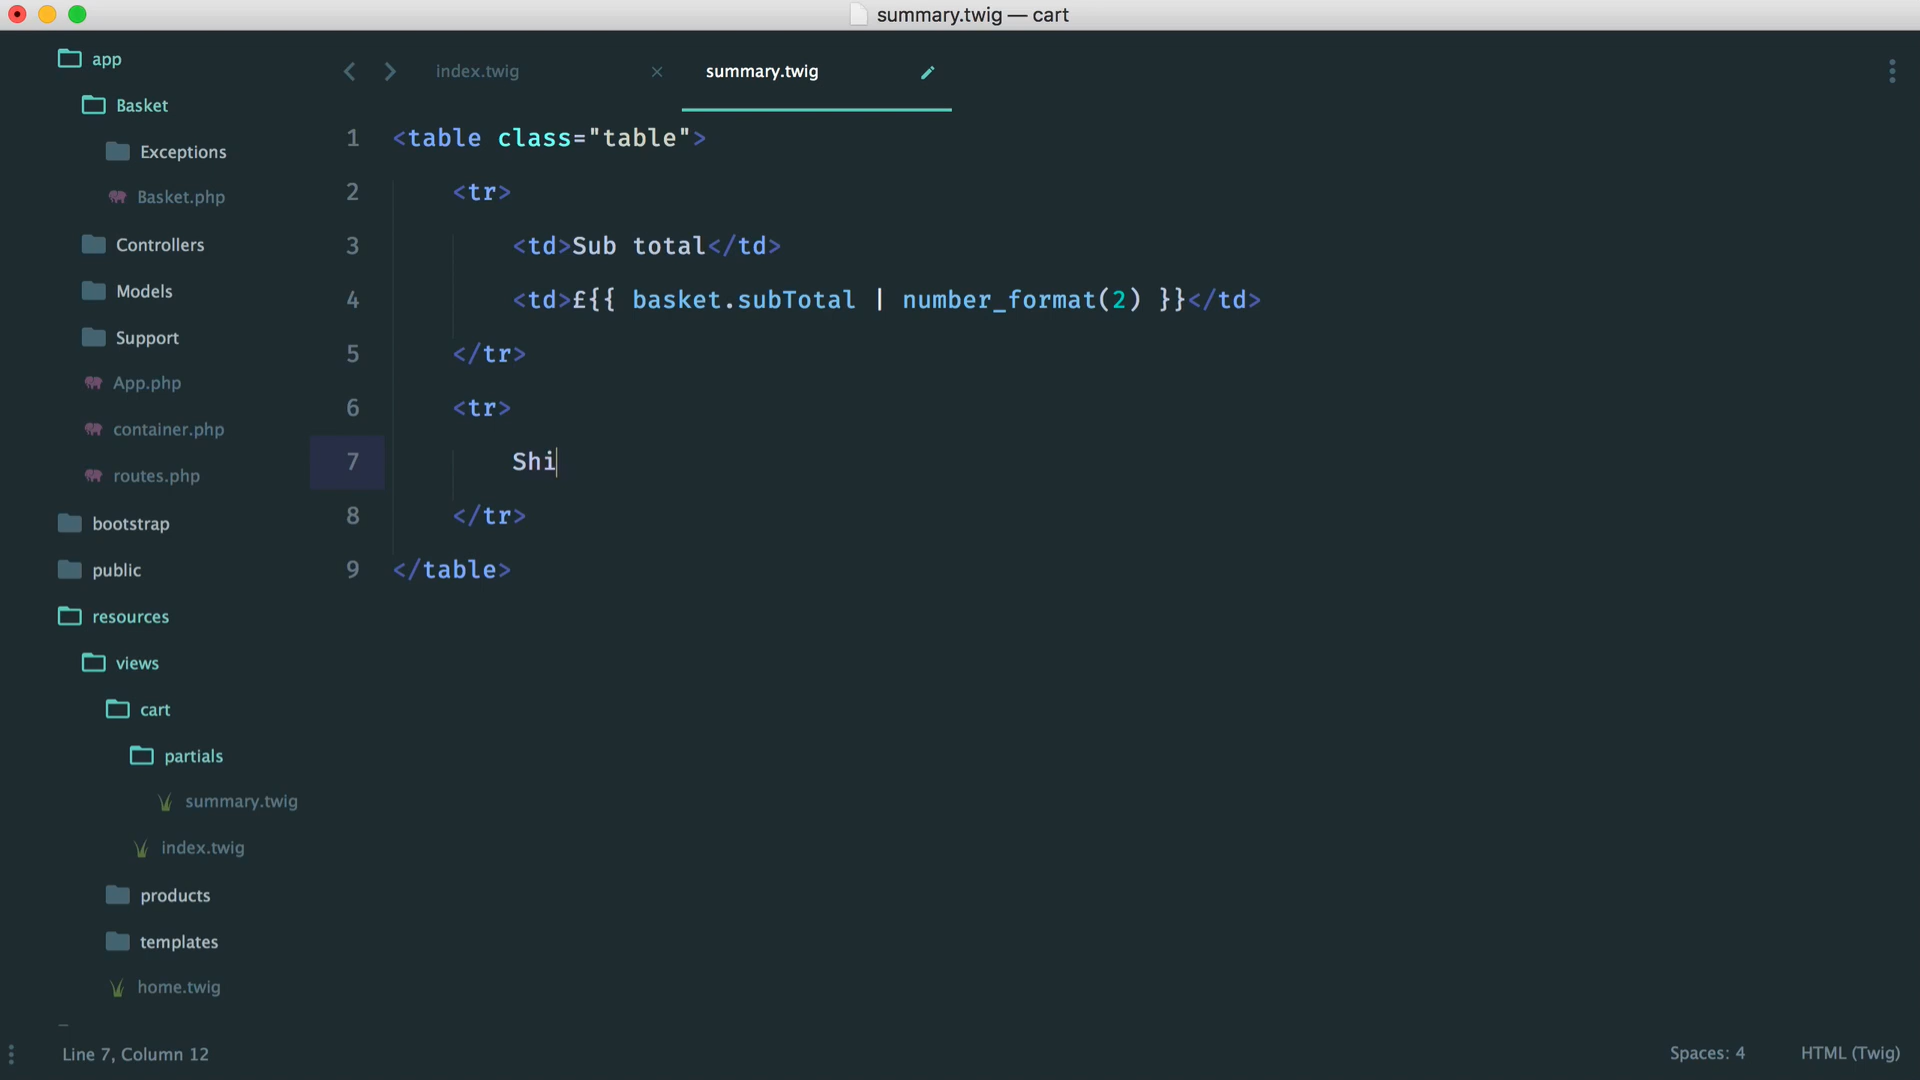 summary.twig — cart
app
Basket
Exceptions
Basket.php
Controllers
Models
Support
App.php
container.php
routes.php
bootstrap
public
resources
views
cart
partials
summary.twig
index.twig
products
templates
home.twig
index.twig
summary.twig
1 <table class="table">
2 <tr>
3 <td>Sub total</td>
4 <td>£{{ basket.subTotal | number_format(2) }}</td>
5 </tr>
6 <tr>
7 Shi
8 </tr>
9 </table>
Line 7, Column 12
Spaces: 4
HTML (Twig)